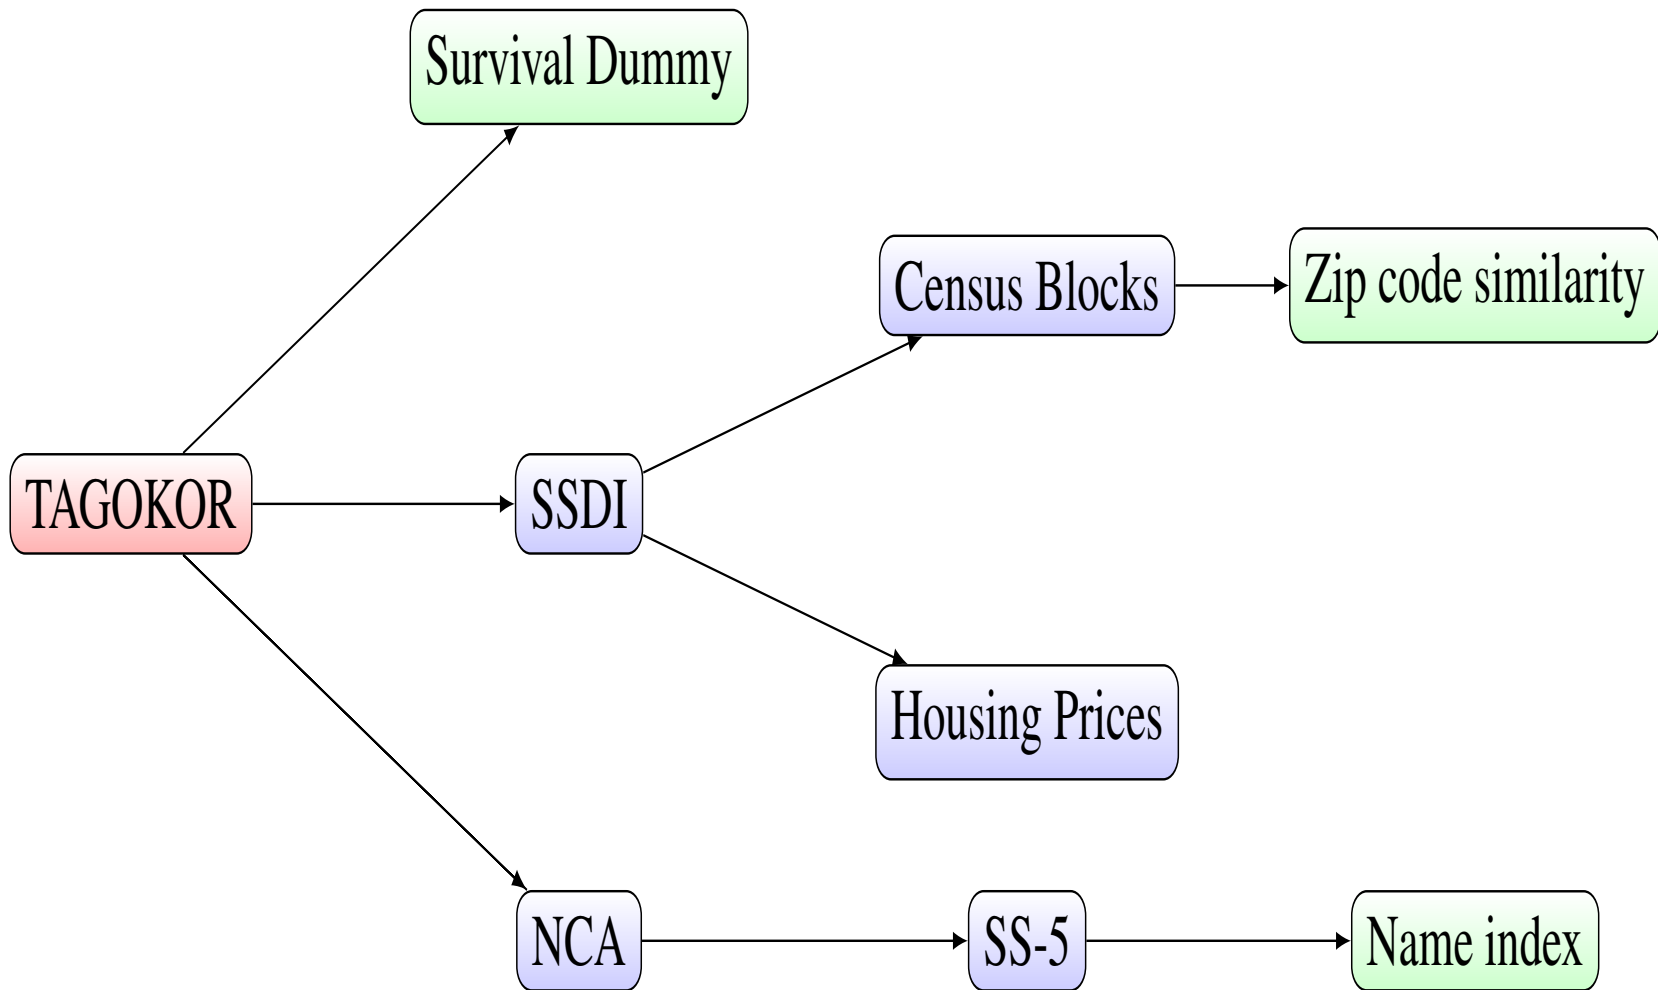 Survival Dummy
Census Blocks
Zip code similarity
TAGOKOR
SSDI
Housing Prices
NCA
SS-5
Name index